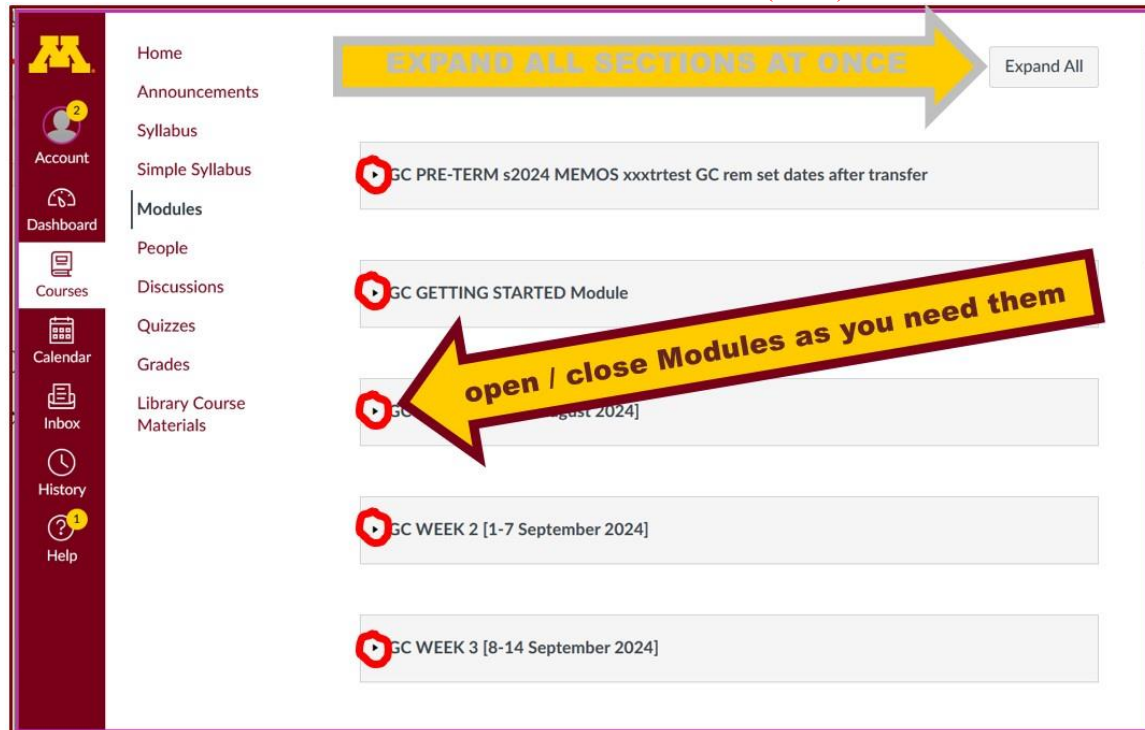 M
2
Account
Dashboard
Courses
Calendar
Inbox
History
1
Help
Home
Announcements
Syllabus
Simple Syllabus
Modules
People
Discussions
Quizzes
Grades
Library Course
Materials
EXPAND ALL SECTIONS AT ONCE
Expand All
GC PRE-TERM s2024 MEMOS xxxtrtest GC rem set dates after transfer
GC GETTING STARTED Module
open / close Modules as you need them
2024]
GC WEEK 2 [1-7 September 2024]
GC WEEK 3 [8-14 September 2024]